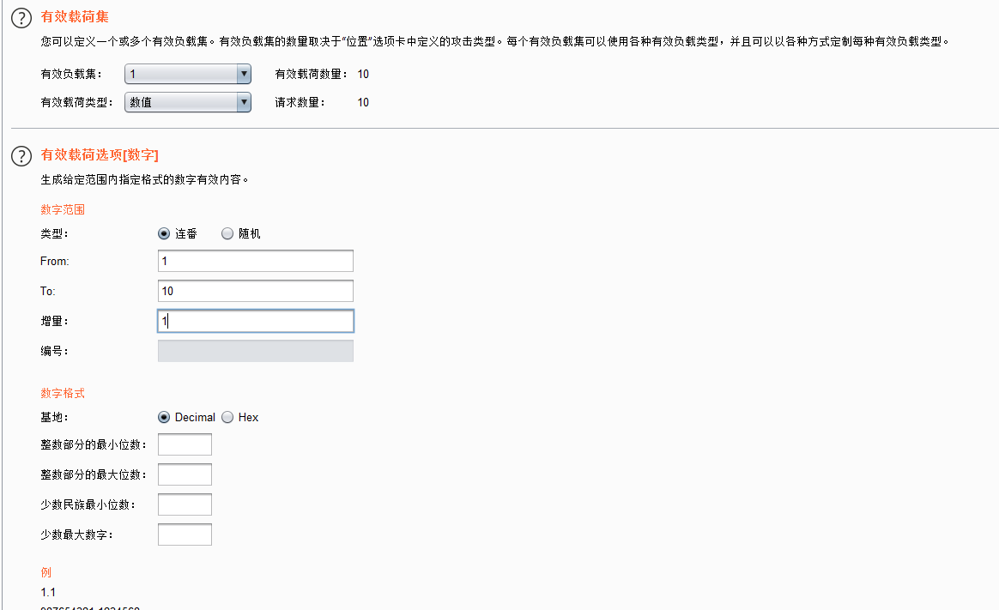 有效载荷集
您可以定义一个或多个有效负载集。有效负载集的数量取决于“位置”选项卡中定义的攻击类型。每个有效负载集可以使用各种有效负载类型，并且可以以各种方式定制每种有效负载类型。
有效负载集： 1 有效载荷数量： 10
有效载荷类型： 数值 请求数量： 10
有效载荷选项[数字]
生成给定范围内指定格式的数字有效内容。
数字范围
类型： 连番 随机
From: 1
To: 10
增量： 1
编号：
数字格式
基地： Decimal Hex
整数部分的最小位数：
整数部分的最大位数：
少数民族最小位数：
少数最大数字：
例
1.1